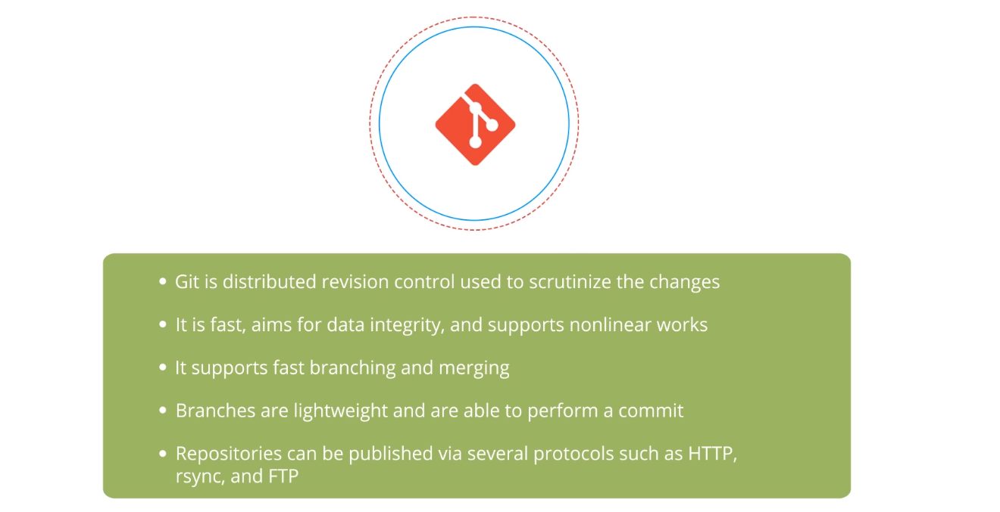 • Git is distributed revision control used to scrutinize the changes
• It is fast, aims for data integrity, and supports nonlinear works
• It supports fast branching and merging
• Branches are lightweight and are able to perform a commit
• Repositories can be published via several protocols such as HTTP,
rsync, and FTP